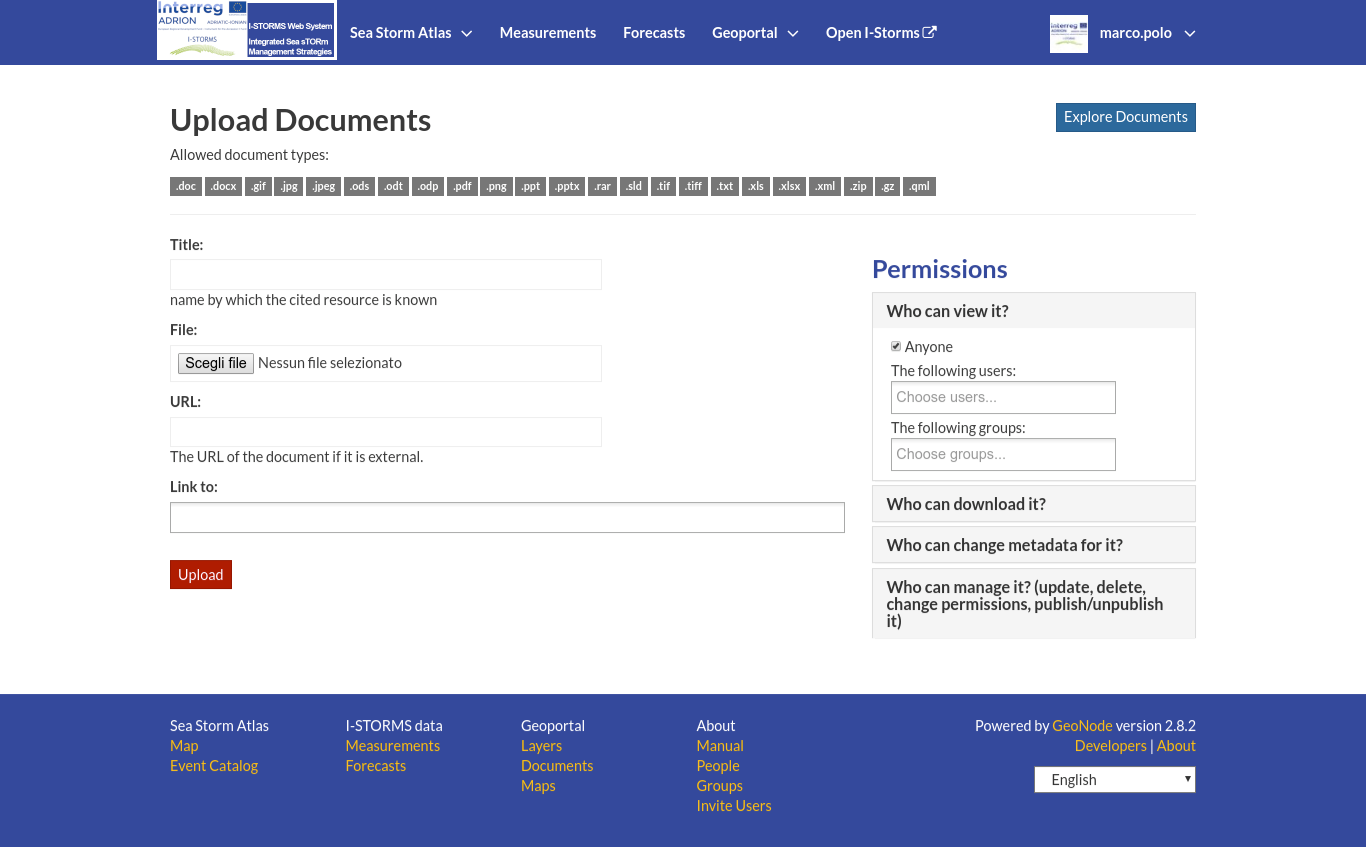 Interreg
ADRION ADRIATIC-IONIAN
I-STORMS
I-STORMS Web System
Integrated Sea sTORm
Management Strategies
Sea Storm Atlas Measurements Forecasts Geoportal Open I-Storms marco.polo
Upload Documents
Explore Documents
Allowed document types:
.doc .docx .gif .jpg .jpeg .ods .odt .odp .pdf .png .ppt .pptx .rar .sld .tif .tiff .txt .xls .xlsx .xml .zip .gz .qml
Title:
name by which the cited resource is known
File:
Scegli file Nessun file selezionato
URL:
The URL of the document if it is external.
Link to:
Upload
Permissions
Who can view it?
Anyone
The following users:
Choose users...
The following groups:
Choose groups...
Who can download it?
Who can change metadata for it?
Who can manage it? (update, delete,
change permissions, publish/unpublish
it)
Sea Storm Atlas
Map
Event Catalog
I-STORMS data
Measurements
Forecasts
Geoportal
Layers
Documents
Maps
About
Manual
People
Groups
Invite Users
Powered by GeoNode version 2.8.2
Developers | About
English